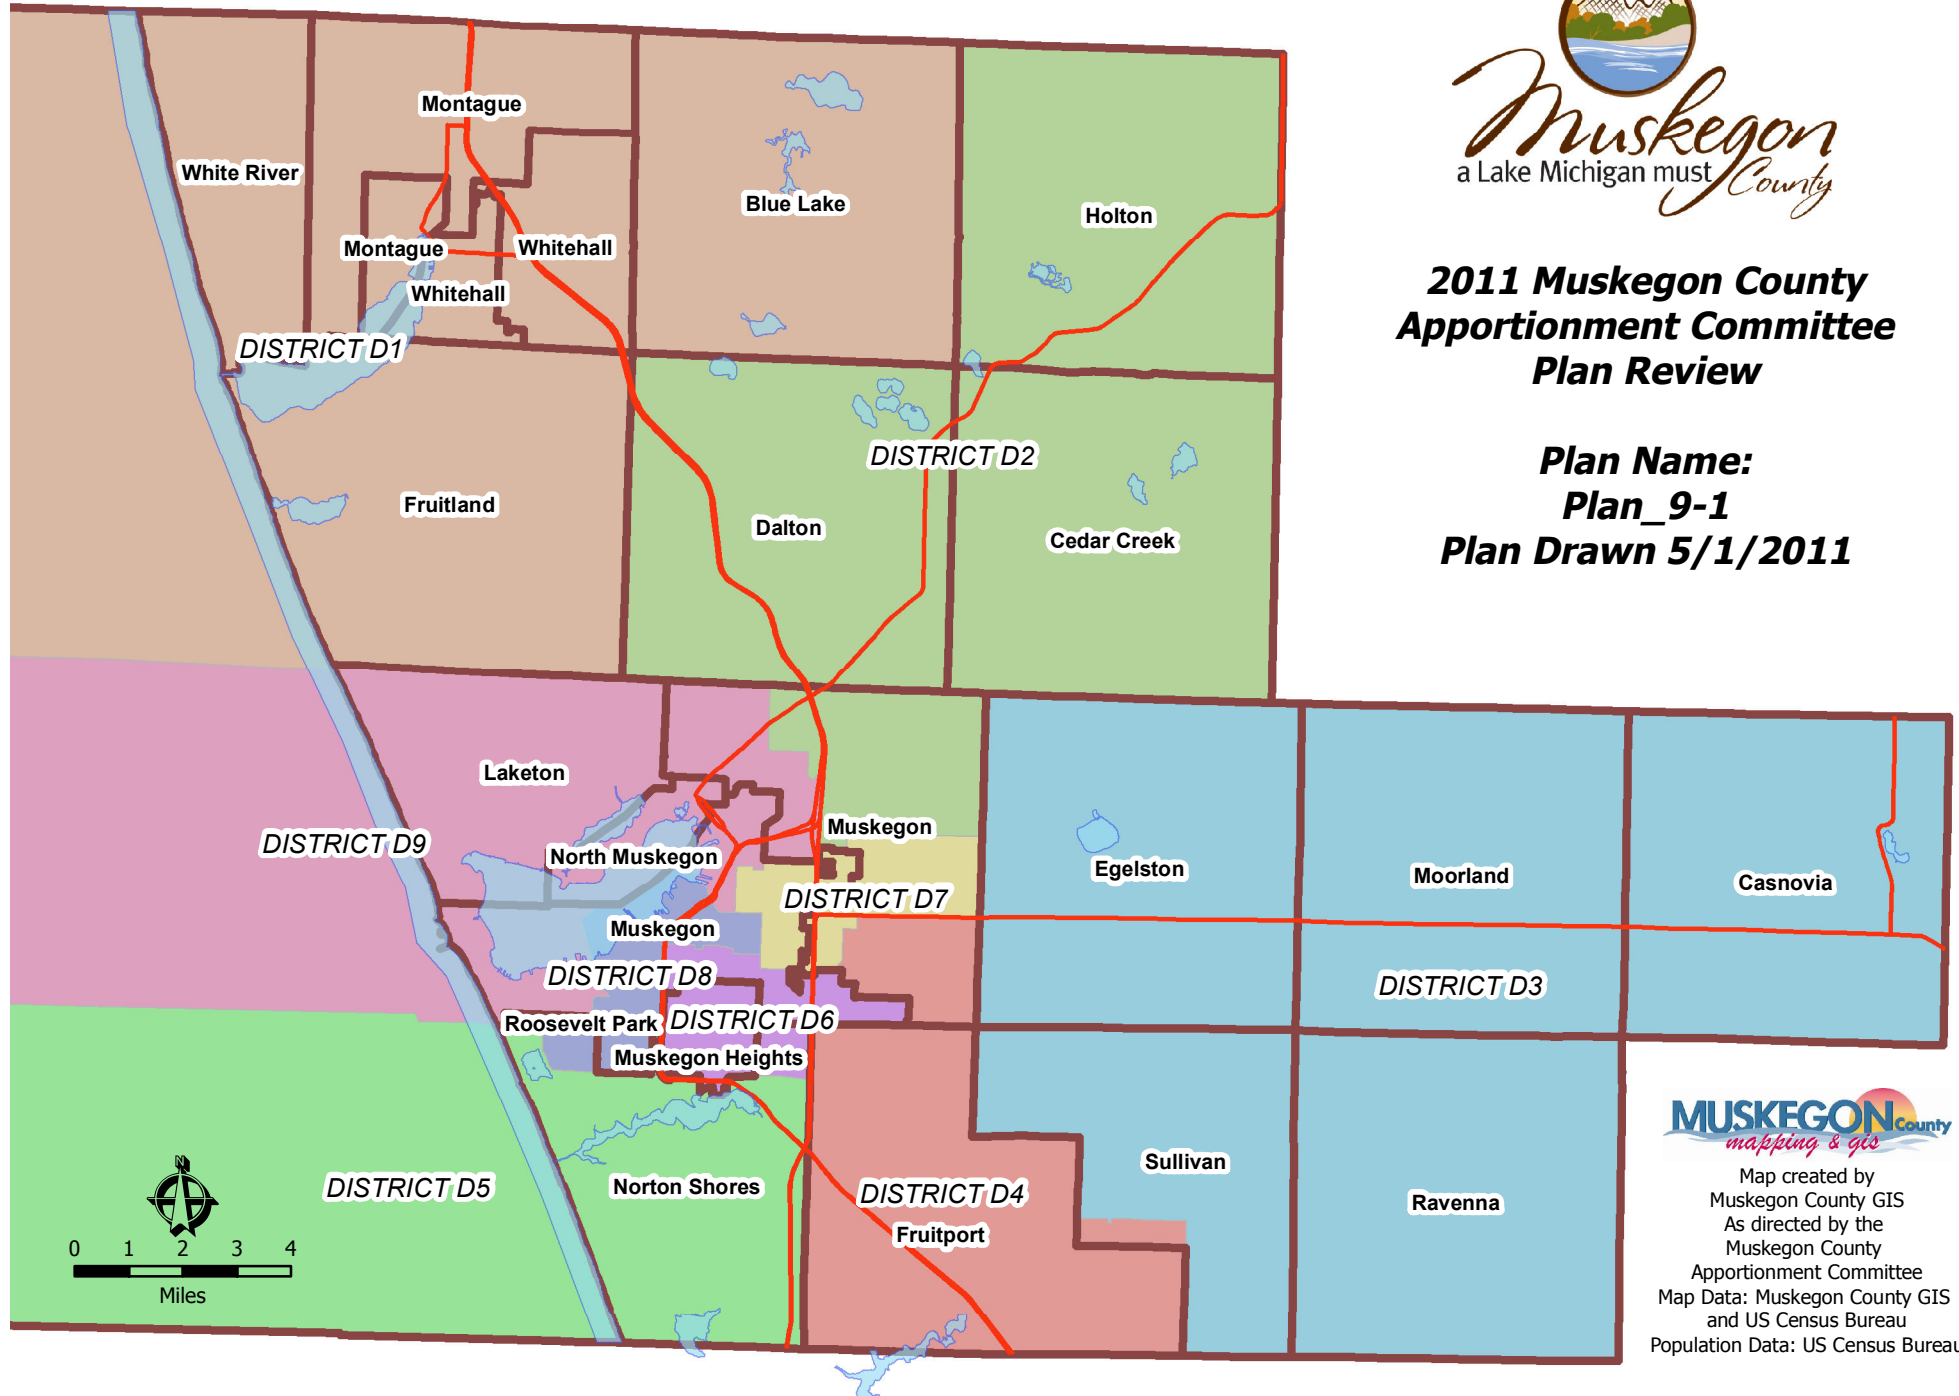 Muskegon
a Lake Michigan must
County
2011 Muskegon County
Apportionment Committee
Plan Review
Plan Name:
Plan_9-1
Plan Drawn 5/1/2011
Montague
White River
Blue Lake
Holton
Montague
Whitehall
Whitehall
DISTRICT D1
DISTRICT D2
Fruitland
Dalton
Cedar Creek
Laketon
Muskegon
DISTRICT D9
North Muskegon
Egelston
Moorland
Casnovia
DISTRICT D7
Muskegon
DISTRICT D8
DISTRICT D3
Roosevelt Park
DISTRICT D6
Muskegon Heights
Sullivan
DISTRICT D5
Norton Shores
DISTRICT D4
Ravenna
Fruitport
N
0 1 2 3 4
Miles
MUSKEGON County
mapping & gis
Map created by
Muskegon County GIS
As directed by the
Muskegon County
Apportionment Committee
Map Data: Muskegon County GIS
and US Census Bureau
Population Data: US Census Bureau